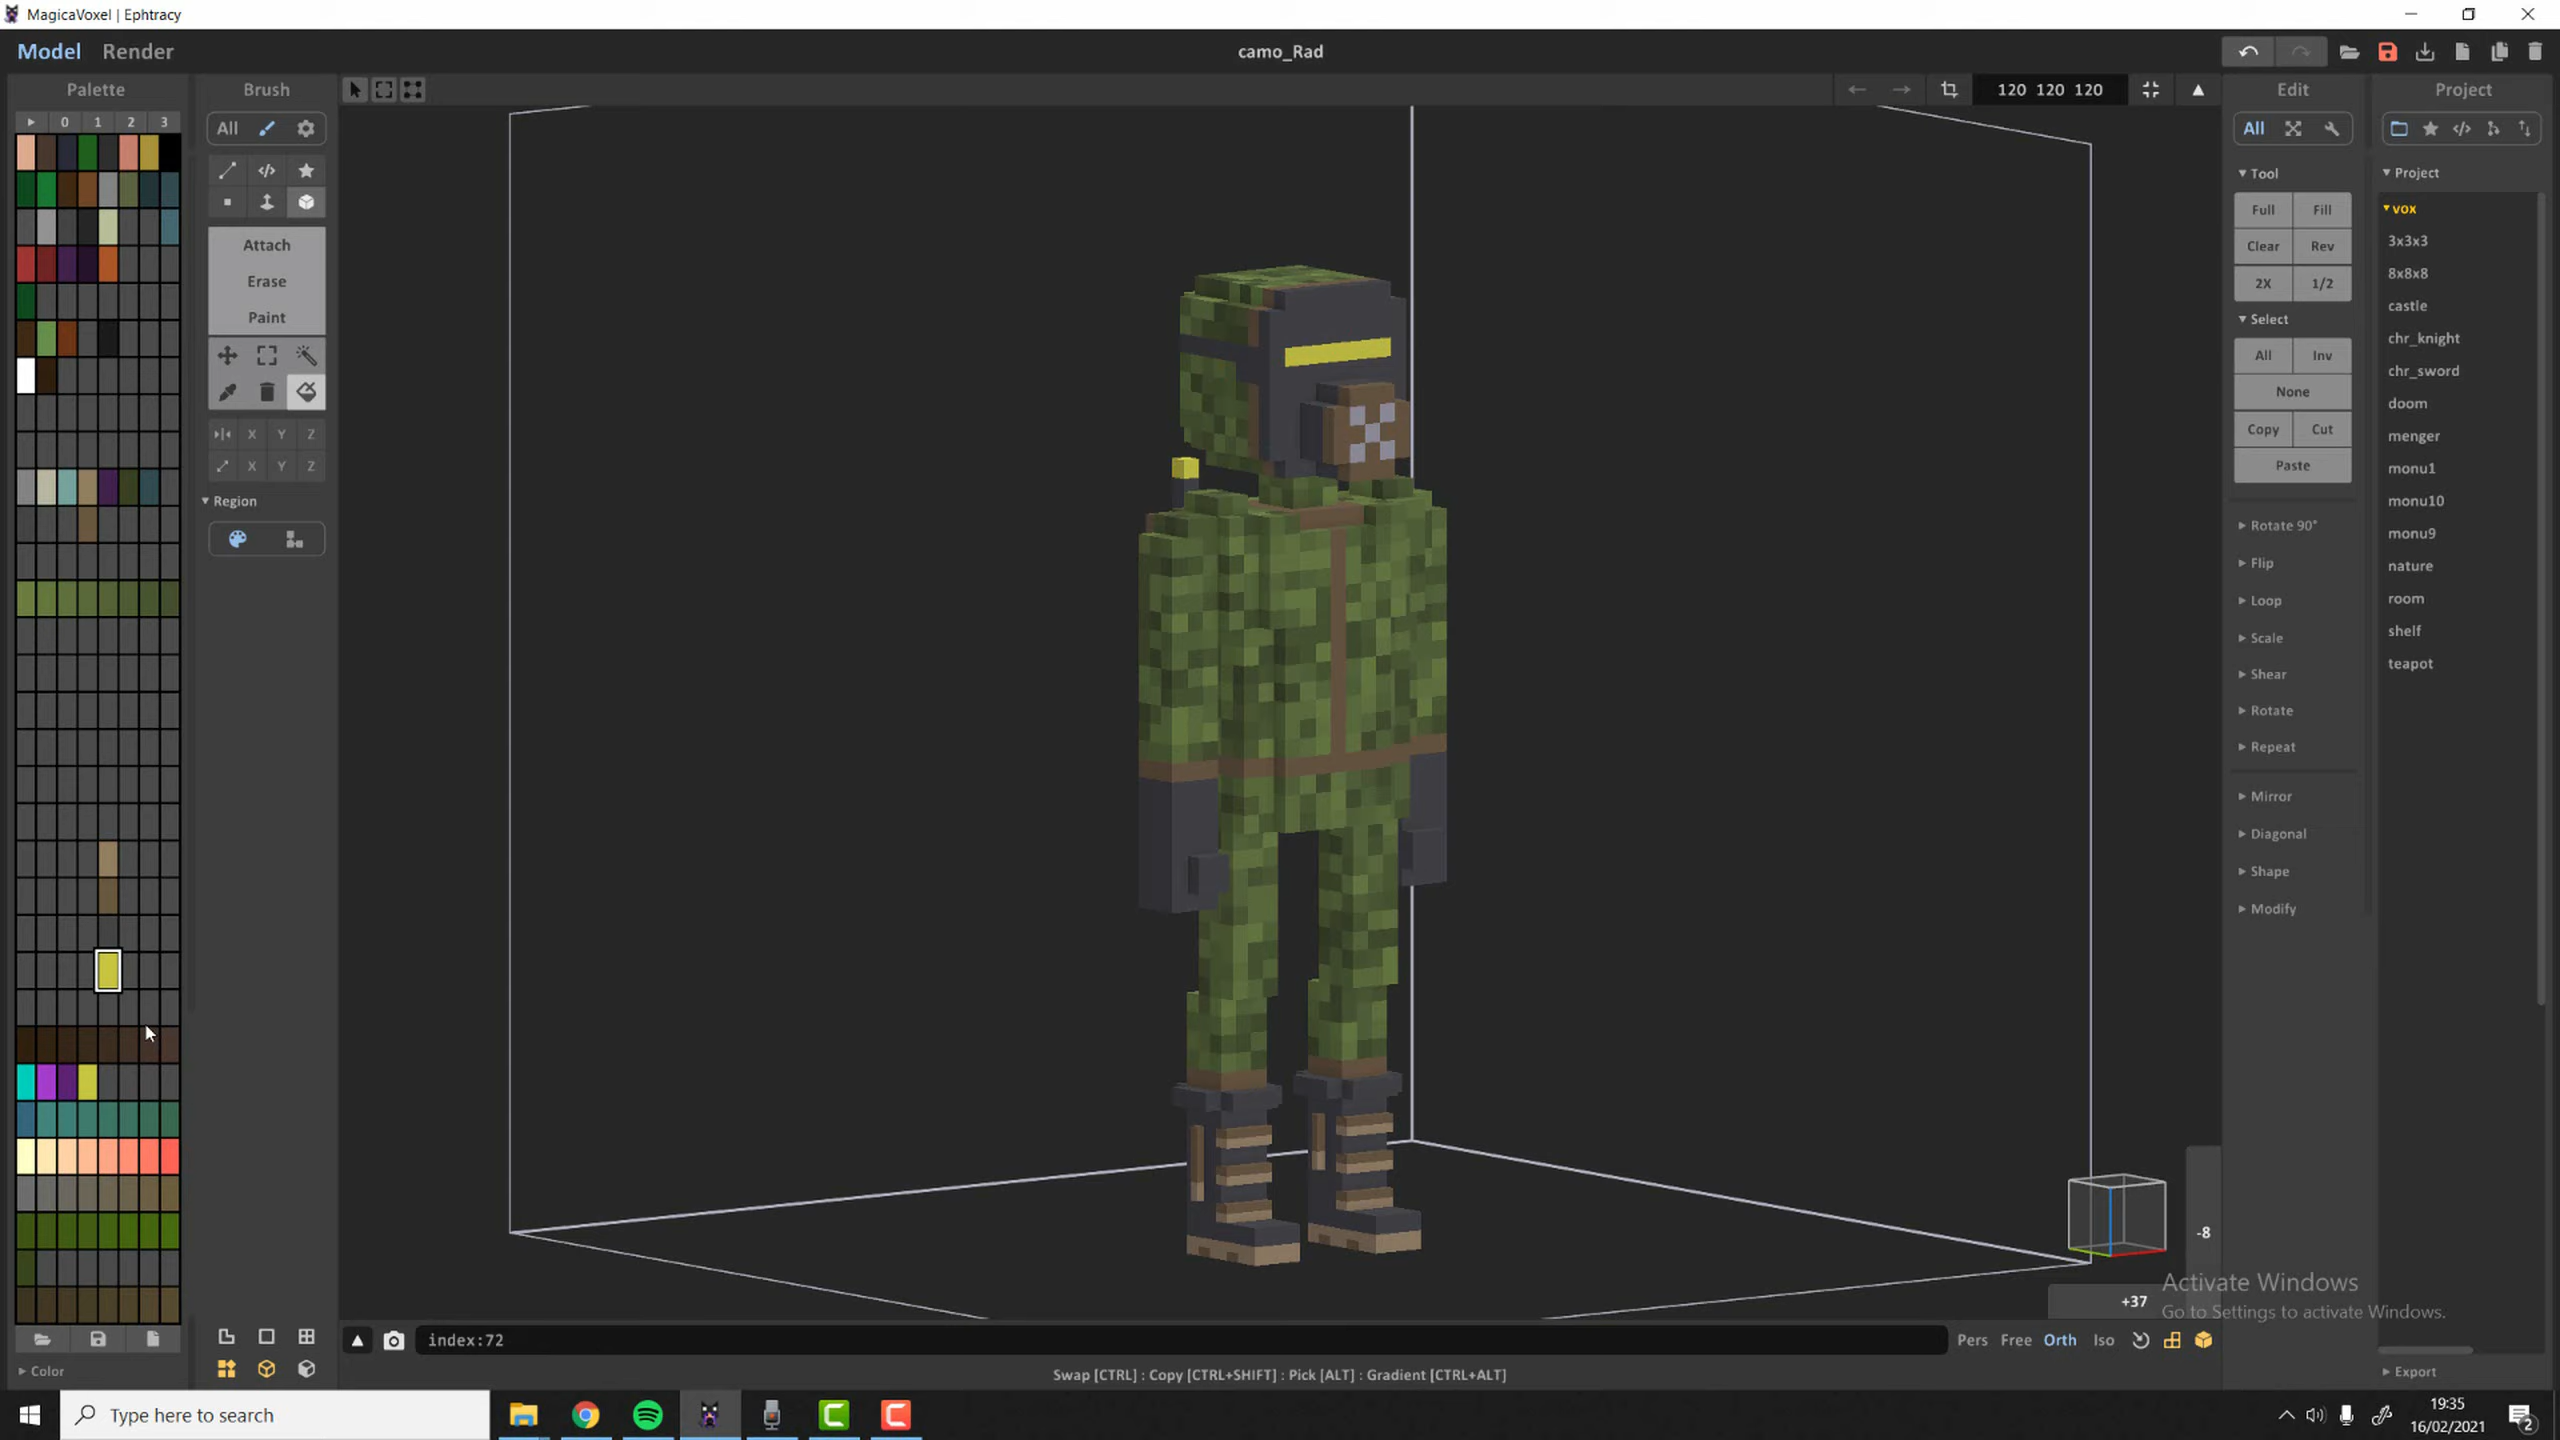 MagicaVoxel | Ephtracy
Model Render
camo_Rad
Palette
Brush
120 120 120
Edit
Project
0 1 2 3
All
All
Tool
Project
Full Fill
vox
Attach
Clear Rev
3x3x3
Erase
8x8x8
2X 1/2
Paint
castle
Select
chr_knight
All Inv
chr_sword
None
doom
X Y Z
Copy Cut
menger
X Y Z
Paste
monu1
Region
monu10
Rotate 90°
monu9
Flip
nature
Loop
room
Scale
shelf
Shear
teapot
Rotate
Repeat
Mirror
Diagonal
Shape
Modify
-8
+37
Activate Windows
Go to Settings to activate Windows.
index:72
Pers Free Orth Iso
Color
Swap [CTRL] : Copy [CTRL+SHIFT] : Pick [ALT] : Gradient [CTRL+ALT]
Export
Type here to search
19:35
16/02/2021
2